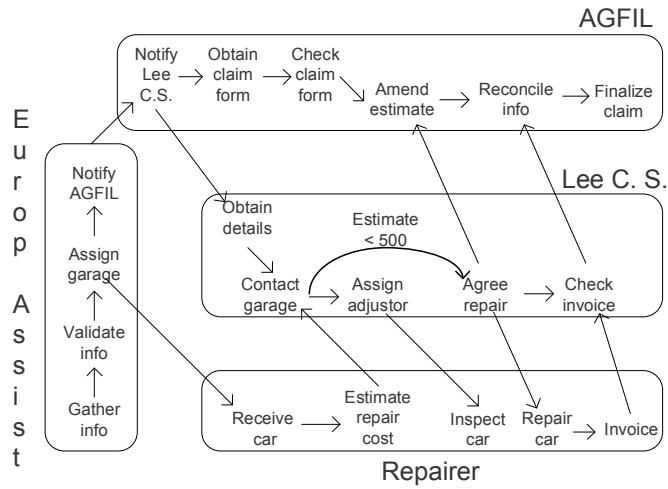 AGFIL
Notify
Lee
C.S.
Obtain
claim
form
Check
claim
form
Amend
estimate
Reconcile
info
Finalize
claim
Europ Assist
Notify
AGFIL
Assign
garage
Validate
info
Gather
info
Lee C. S.
Obtain
details
Estimate
< 500
Contact
garage
Assign
adjustor
Agree
repair
Check
invoice
Receive
car
Estimate
repair
cost
Inspect
car
Repair
car
Invoice
Repairer